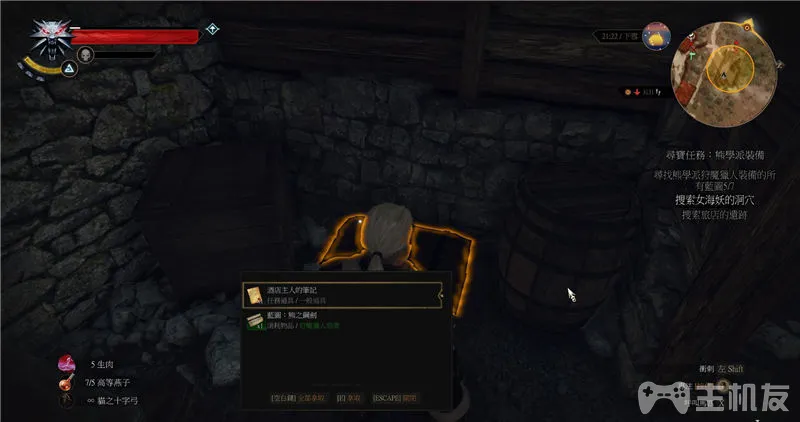 21:22 / 下雪
尋寶任務：熊學派裝備
尋找熊學派狩魔獵人裝備的所
有藍圖5/7
搜索女海妖的洞穴
搜索旅店的遺跡
酒店主人的筆記
任務道具 / 一般道具
藍圖：熊之鋼劍
x1
消耗物品 / 狩魔獵人裝備
[空白鍵] 全部拿取
[E] 拿取
[ESCAPE] 關閉
5 生肉
7/5 高等燕子
∞ 貓之十字弓
衝刺 左 Shift
X
主机友